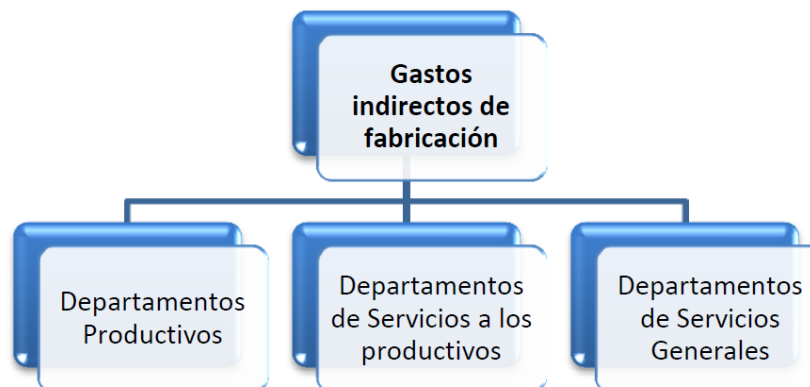 Gastos
indirectos de
fabricación
Departamentos
Productivos
Departamentos
de Servicios a los
productivos
Departamentos
de Servicios
Generales